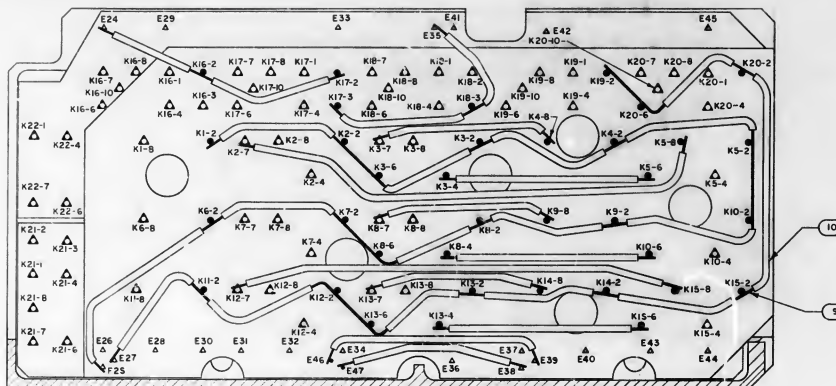 E24 E29 E33 E41 E35 E42 E45
K20-10
K16-7 K16-8 K16-1 K16-2 K17-7 K17-8 K17-1 K17-2 K18-7 K18-8 K18-1 K18-2 K19-8 K19-1 K19-2 K20-7 K20-8 K20-1 K20-2
K16-10 K17-10 K18-10 K19-10
K16-6 K16-3 K16-4 K17-6 K17-4 K17-3 K18-6 K18-4 K18-3 K19-6 K19-4 K20-6 K20-4
K22-1 K22-4 K1-8 K1-2 K2-7 K2-8 K2-2 K3-7 K3-8 K3-2 K4-8 K4-2 K5-8 K5-2
K2-4 K3-6 K3-4 K5-6 K5-4
K22-7 K22-6 K6-8 K6-2 K7-7 K7-8 K7-2 K8-7 K8-8 K8-2 K9-8 K9-2 K10-2
K21-2 K21-3 K7-4 K8-6 K8-4 K10-6 K10-4
10
K21-1 K21-4 K11-8 K11-2 K12-7 K12-8 K12-2 K13-7 K13-8 K13-2 K14-8 K14-2 K15-8 K15-2
K21-8 K12-4 K13-6 K13-4 K15-6 K15-4
K21-7 K21-6
E26 E27 E28 E30 E31 E32 E34 E37 E40 E43 E44
F2S E46 E47 E36 E38 E39